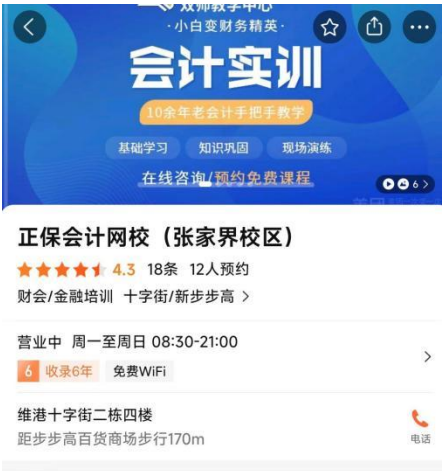 双师教学中心
·小白变财务精英·
会计实训
10余年老会计手把手教学
基础学习 知识巩固 现场演练
在线咨询/预约免费课程
6
正保会计网校（张家界校区）
4.3 18条 12人预约
财会/金融培训 十字街/新步步高
营业中 周一至周日 08:30-21:00
6 收录6年 免费WiFi
维港十字街二栋四楼
距步步高百货商场步行170m
电话